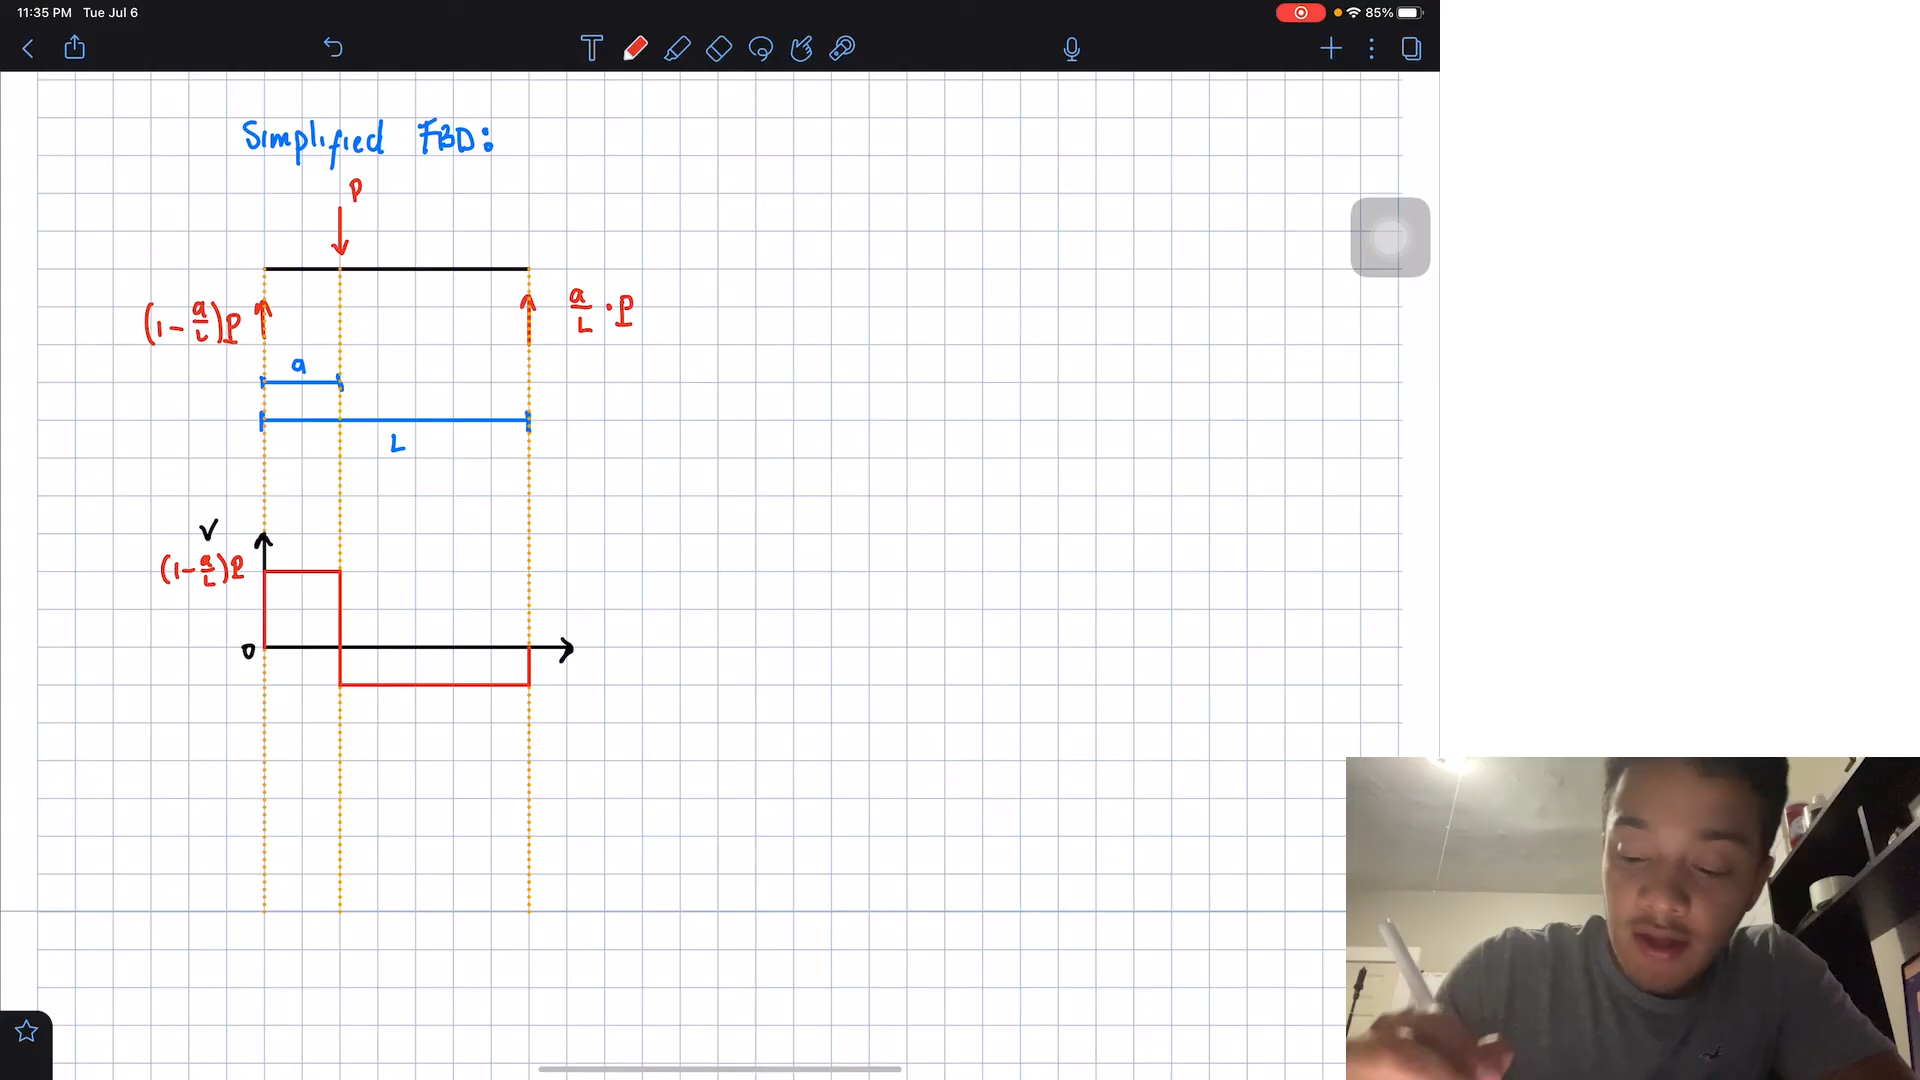 11:35 PM Tue Jul 6
85%
T
Simplified FBD:
P
(1-a/L)P
a/L · P
a
L
V
(1-a/L)P
0